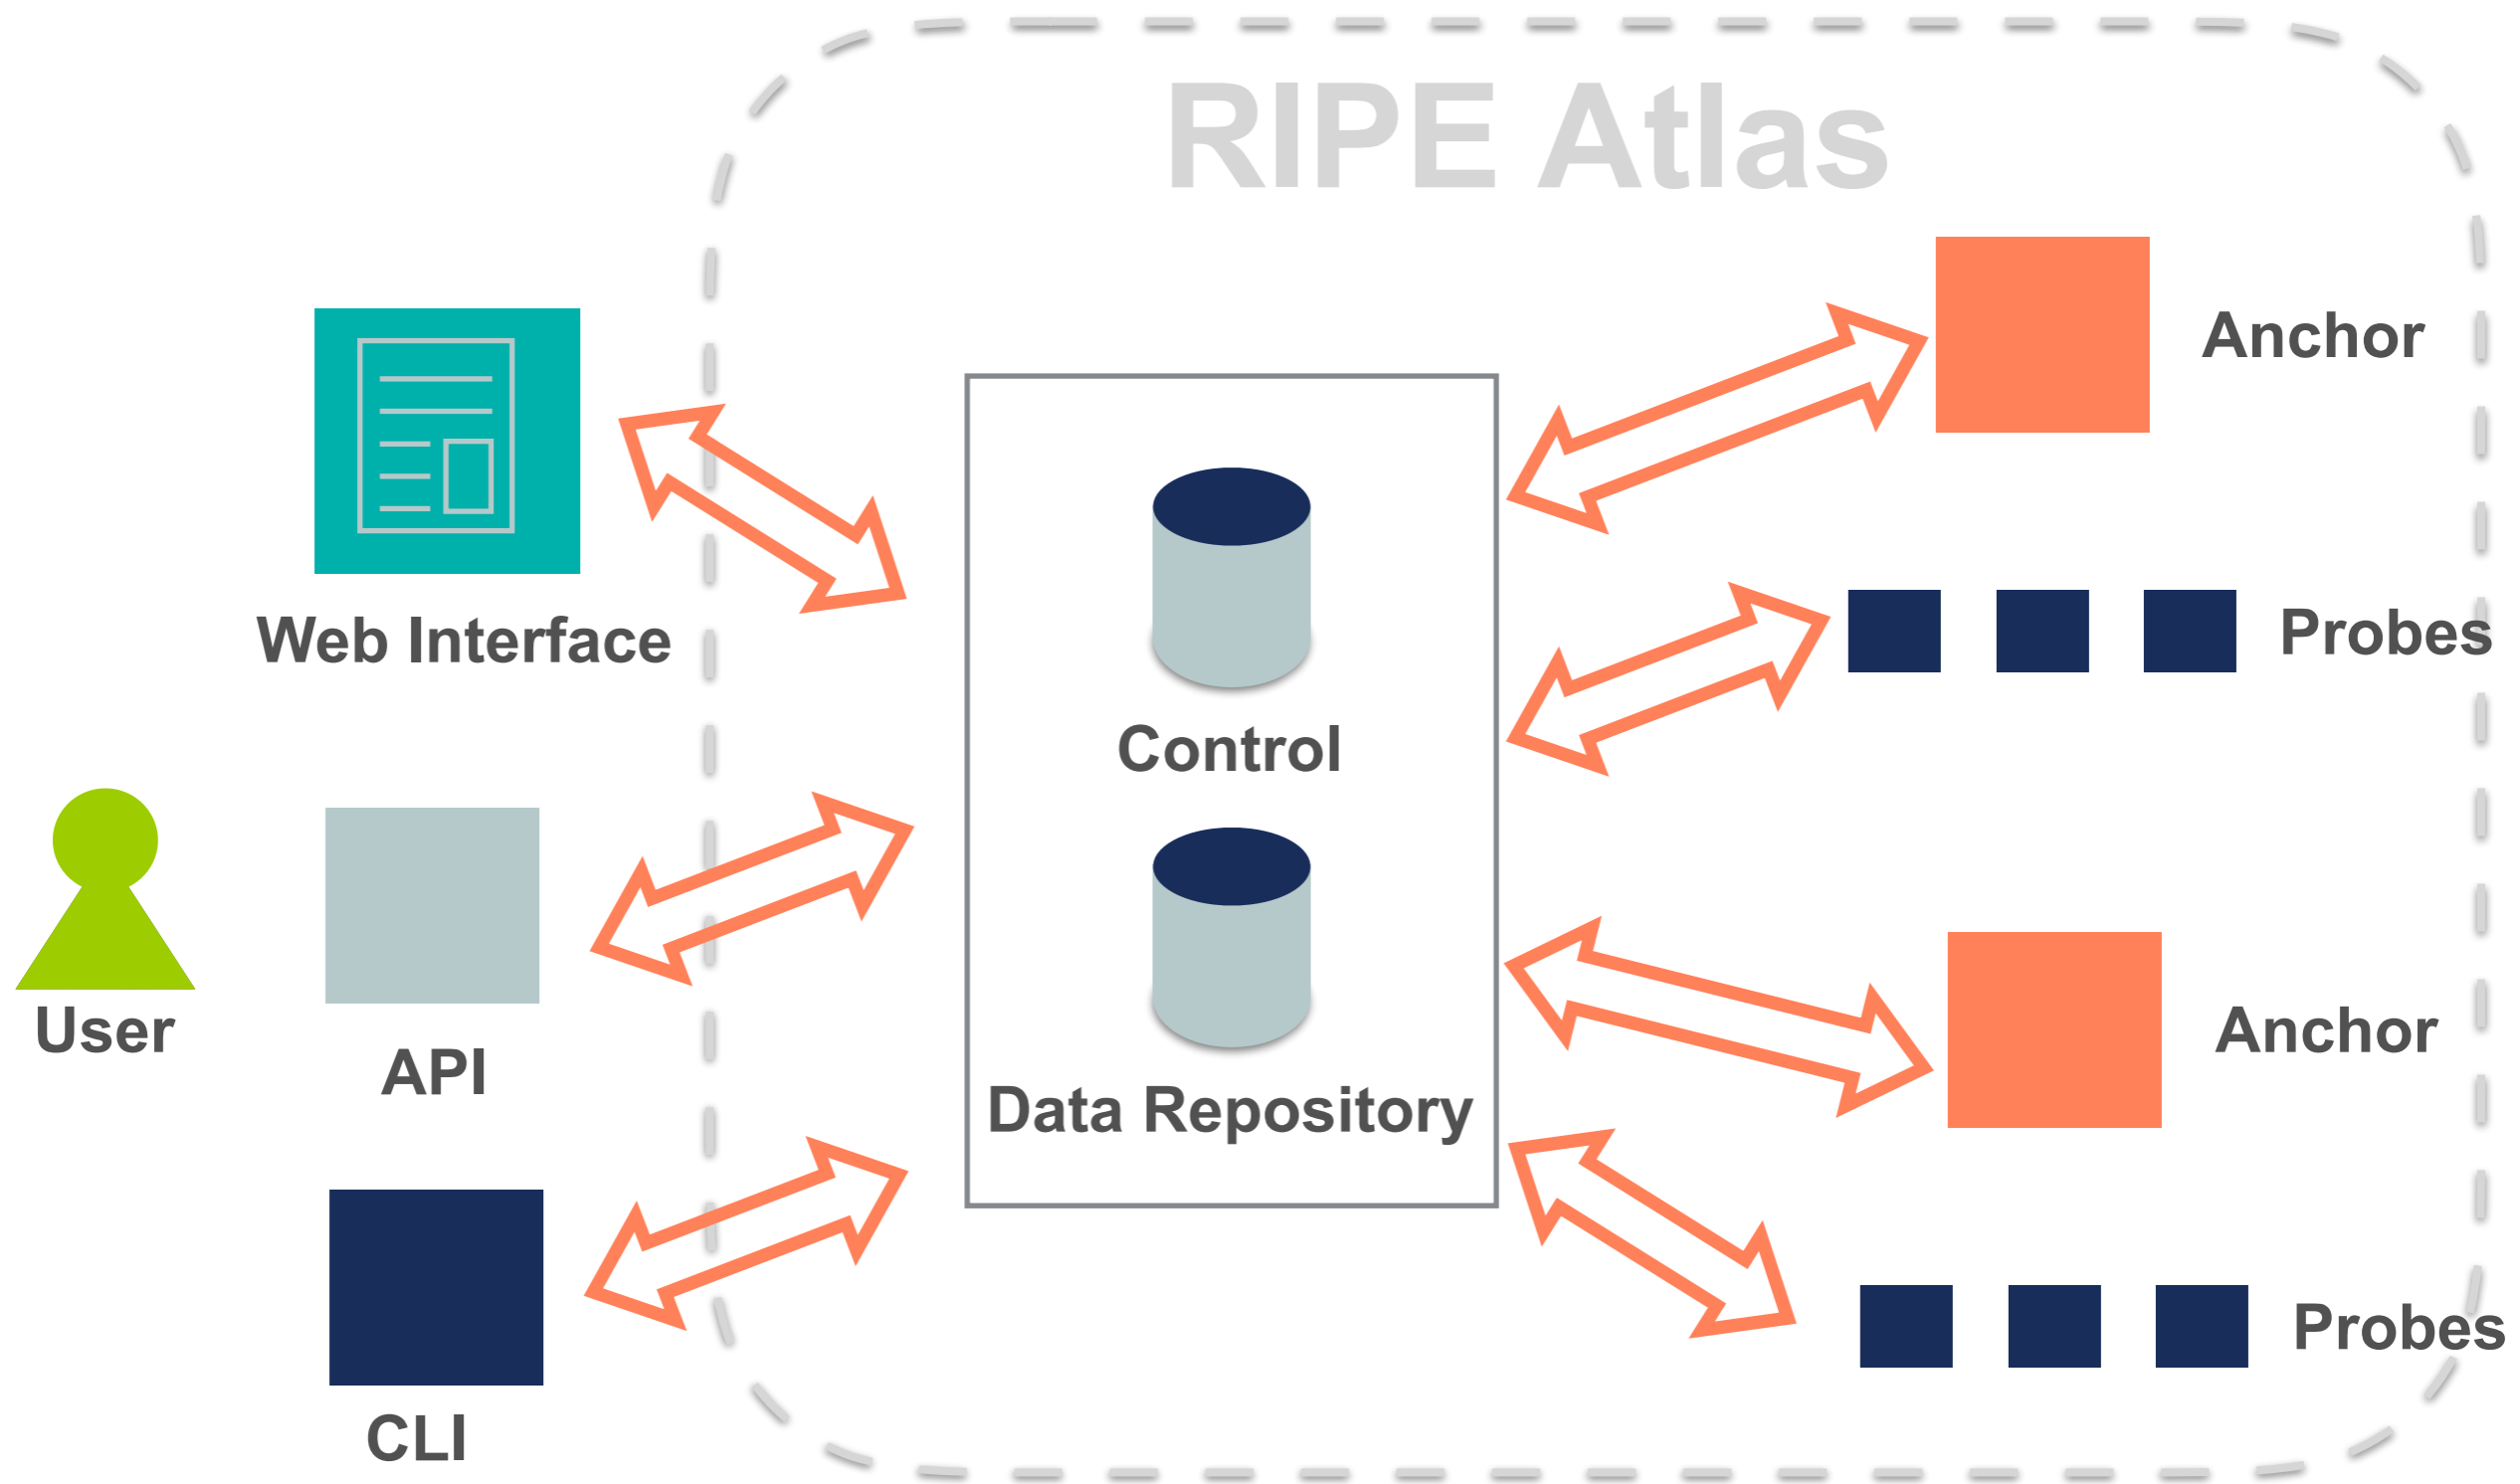 RIPE Atlas
Anchor
Web Interface
Probes
Control
User
API
Data Repository
Anchor
CLI
Probes